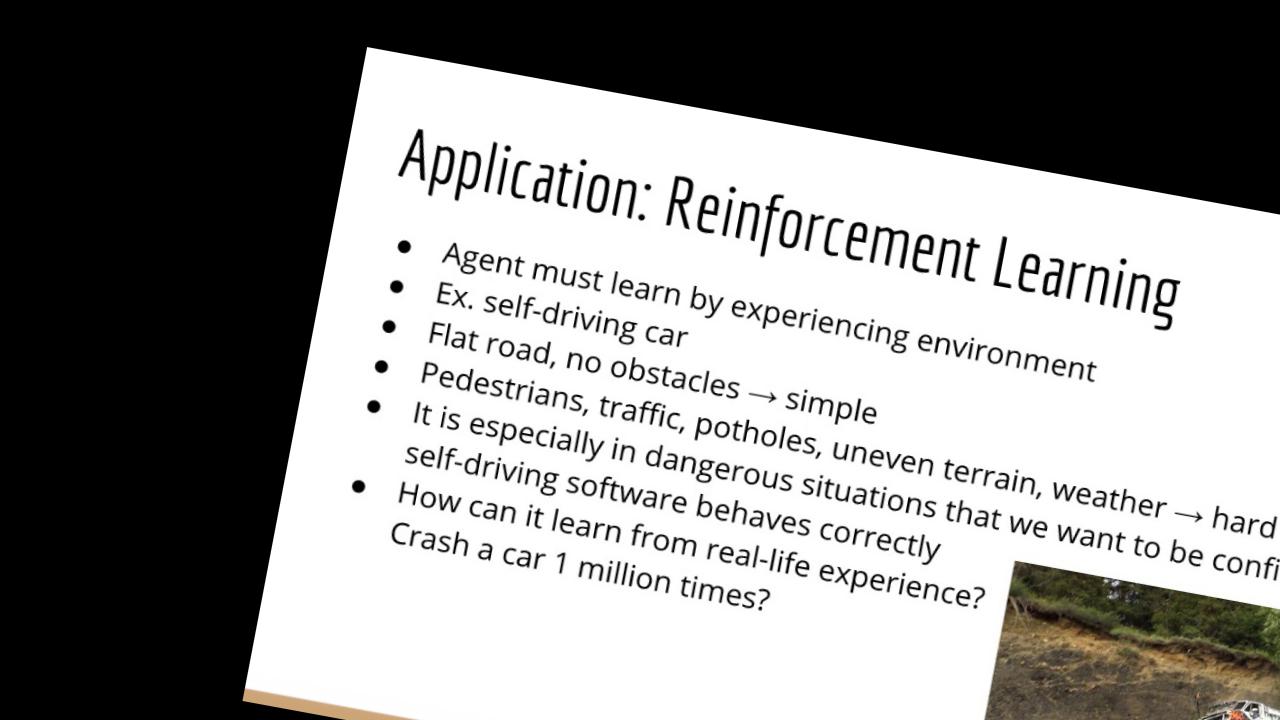 Application: Reinforcement Learning
● Agent must learn by experiencing environment
● Ex. self-driving car
● Flat road, no obstacles → simple
● Pedestrians, traffic, potholes, uneven terrain, weather → hard
● It is especially in dangerous situations that we want to be confi
self-driving software behaves correctly
● How can it learn from real-life experience?
Crash a car 1 million times?